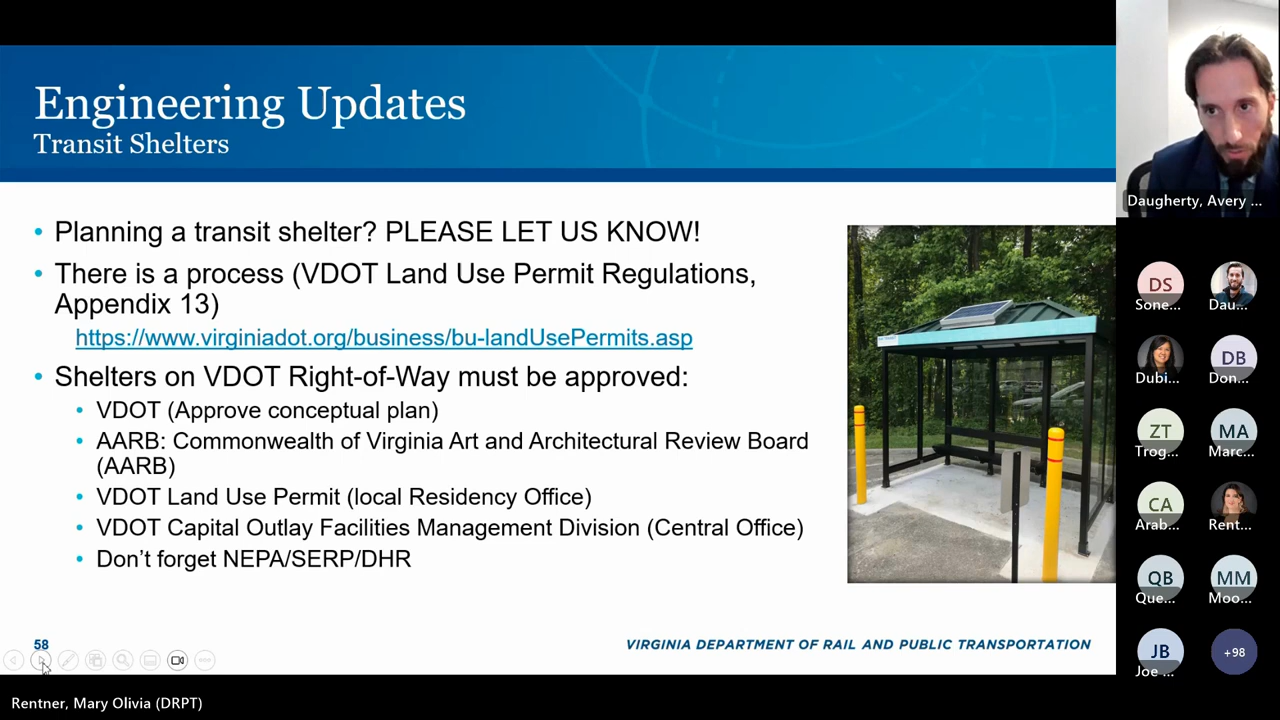 Engineering Updates
Transit Shelters
• Planning a transit shelter? PLEASE LET US KNOW!
• There is a process (VDOT Land Use Permit Regulations,
Appendix 13)
https://www.virginiadot.org/business/bu-landUsePermits.asp
• Shelters on VDOT Right-of-Way must be approved:
• VDOT (Approve conceptual plan)
• AARB: Commonwealth of Virginia Art and Architectural Review Board
(AARB)
• VDOT Land Use Permit (local Residency Office)
• VDOT Capital Outlay Facilities Management Division (Central Office)
• Don't forget NEPA/SERP/DHR
58
VIRGINIA DEPARTMENT OF RAIL AND PUBLIC TRANSPORTATION
Rentner, Mary Olivia (DRPT)
Daugherty, Avery ...
DS
Sone...
Dau...
Dubi...
DB
Don...
ZT
Trog...
MA
Marc...
CA
Arab...
Rent...
QB
Que...
MM
Moo...
JB
Joe ...
+98